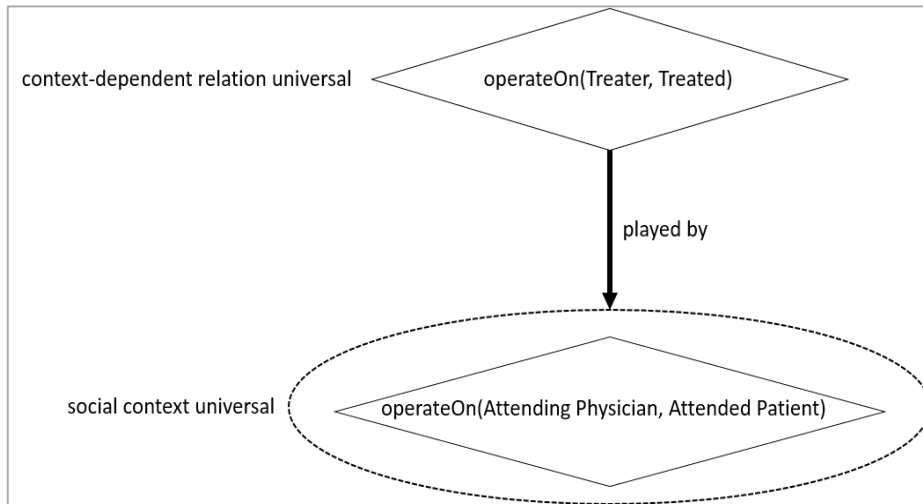 context-dependent relation universal
operateOn(Treater, Treated)
played by
social context universal
operateOn(Attending Physician, Attended Patient)